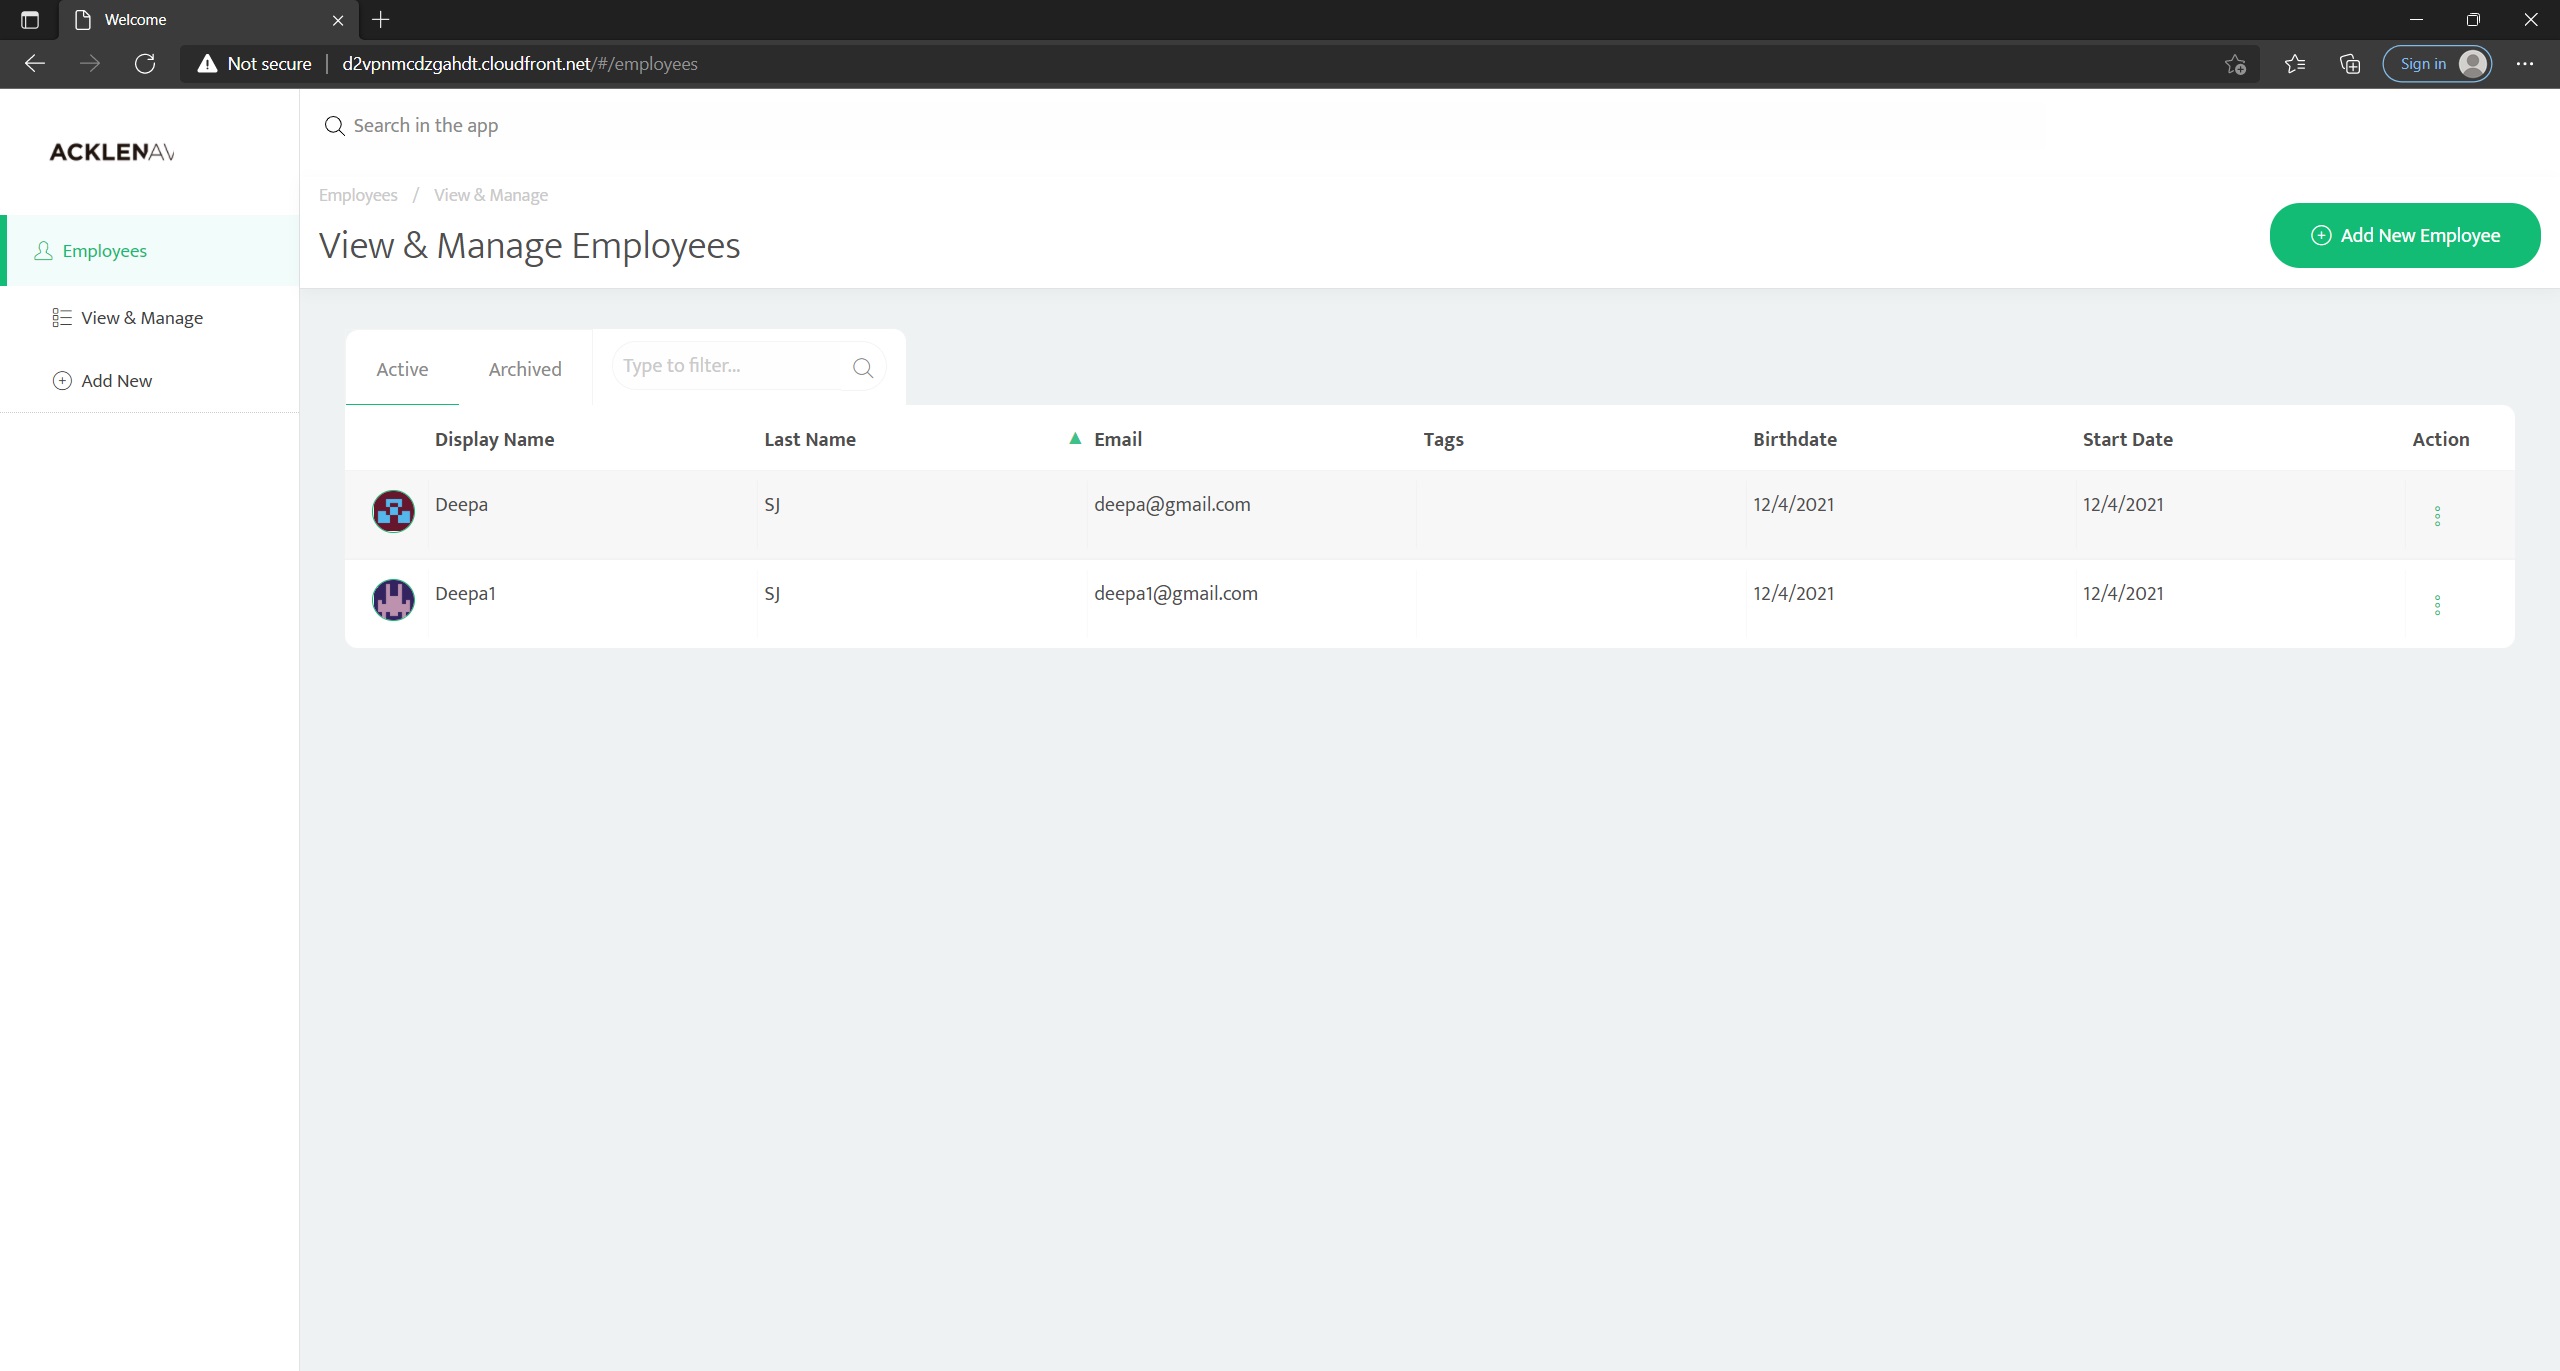 Welcome
Not secure d2vpnmcdzgahdt.cloudfront.net/#/employees Sign in
Search in the app
ACKLENAV
Employees / View & Manage
View & Manage Employees
Add New Employee
Employees
View & Manage
Add New
Active Archived Type to filter...
Display Name Last Name ▲ Email Tags Birthdate Start Date Action
Deepa SJ deepa@gmail.com 12/4/2021 12/4/2021
Deepa1 SJ deepa1@gmail.com 12/4/2021 12/4/2021